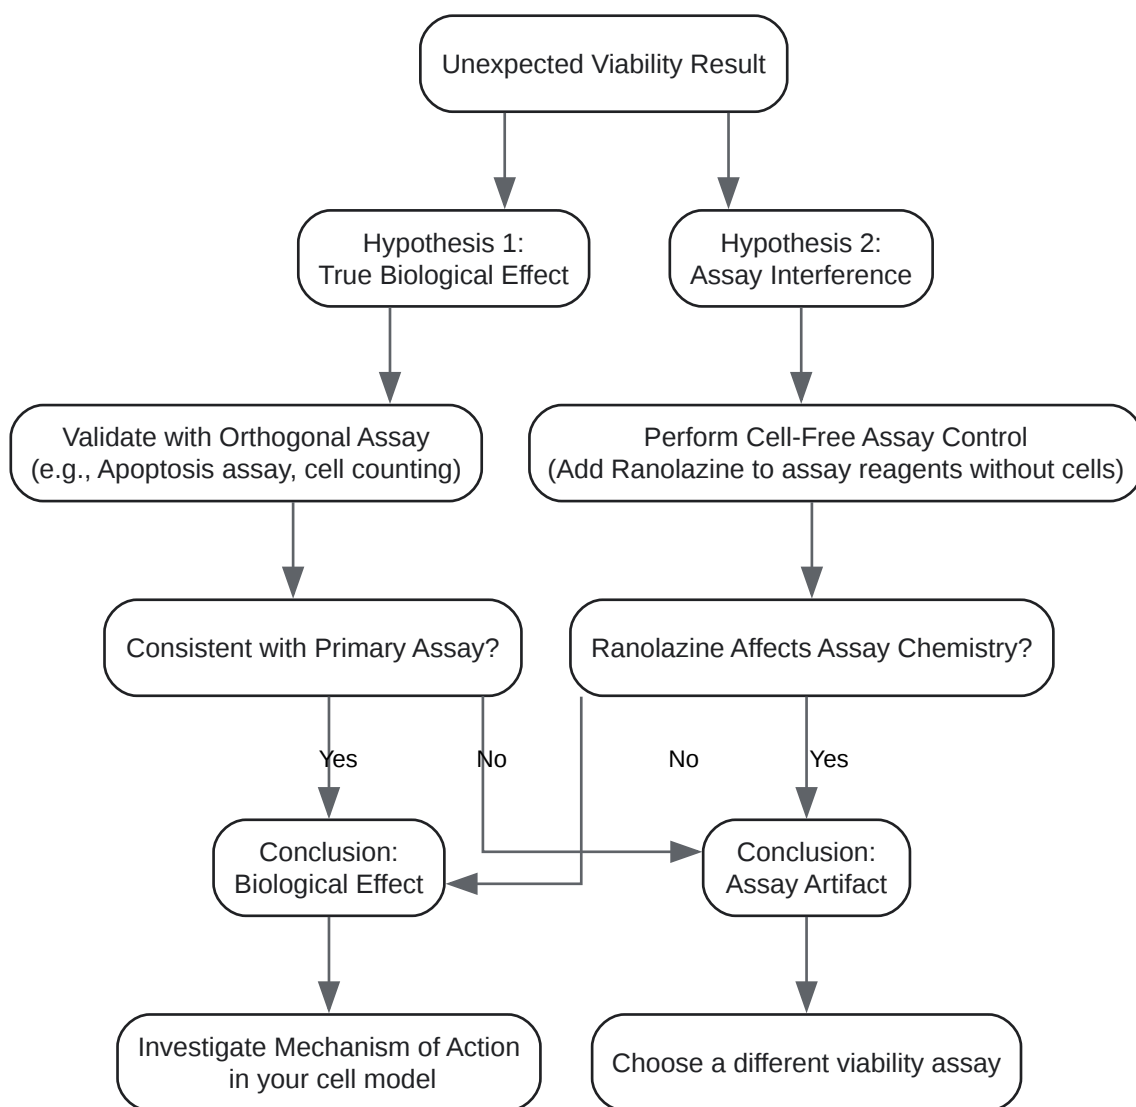 Unexpected Viability Result
Hypothesis 1:
True Biological Effect
Hypothesis 2:
Assay Interference
Validate with Orthogonal Assay
(e.g., Apoptosis assay, cell counting)
Perform Cell-Free Assay Control
(Add Ranolazine to assay reagents without cells)
Consistent with Primary Assay?
Ranolazine Affects Assay Chemistry?
Yes
No
No
Yes
Conclusion:
Biological Effect
Conclusion:
Assay Artifact
Investigate Mechanism of Action
in your cell model
Choose a different viability assay